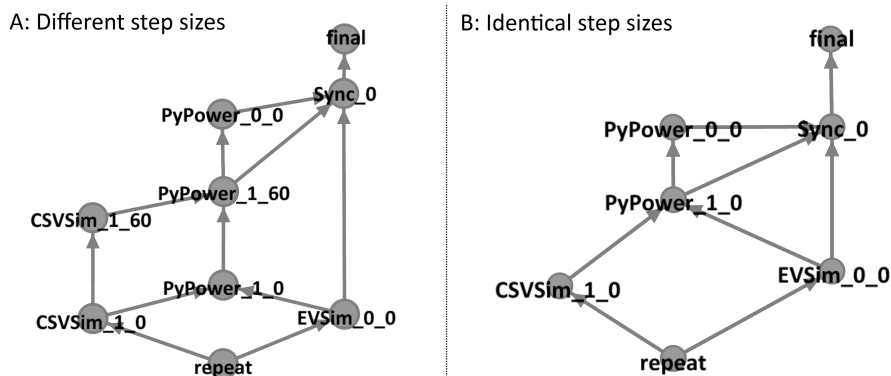 A: Different step sizes
final
Sync_0
PyPower_0_0
PyPower_1_60
CSVSim_1_60
PyPower_1_0
CSVSim_1_0
EVSim_0_0
repeat
B: Identical step sizes
final
PyPower_0_0
Sync_0
PyPower_1_0
EVSim_0_0
CSVSim_1_0
repeat